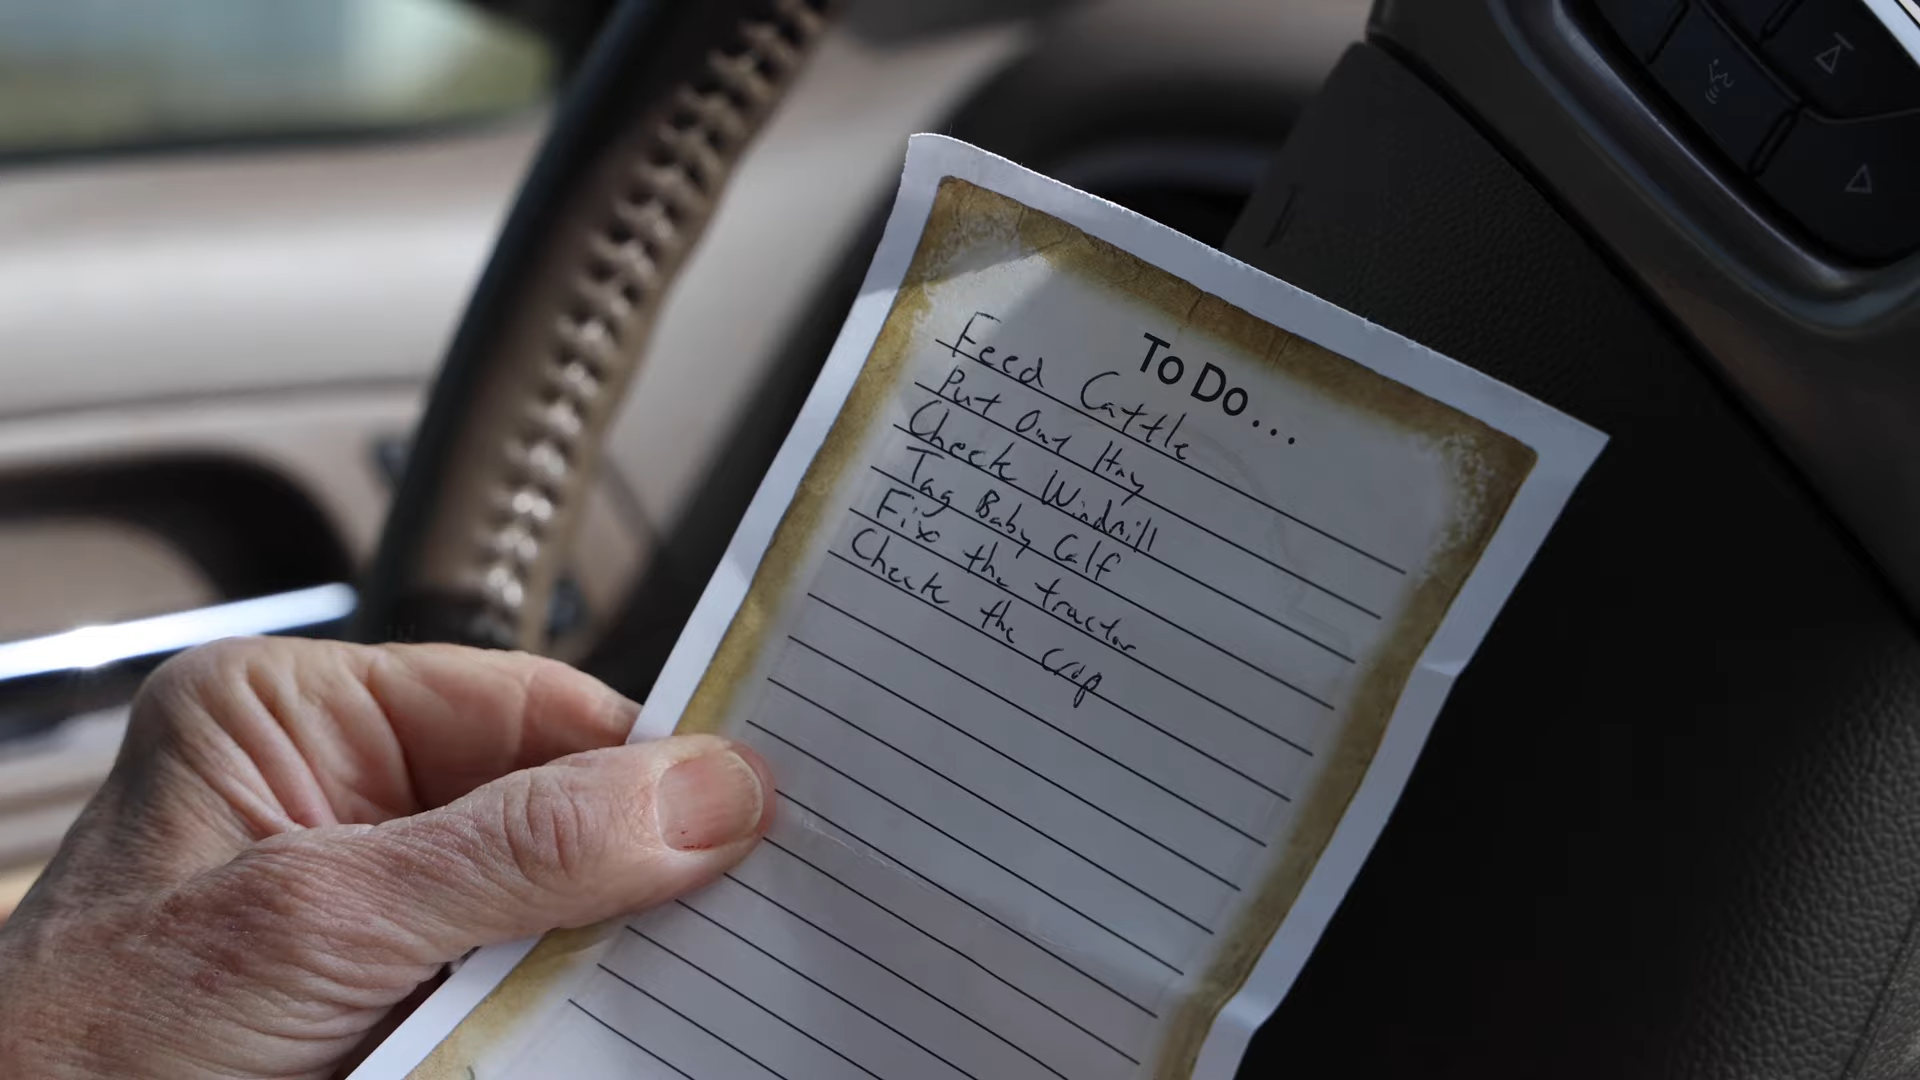 To Do...
Feed Cattle
Put Out Hay
Check Windmill
Tag Baby Calf
Fix the tractor
Check the crop